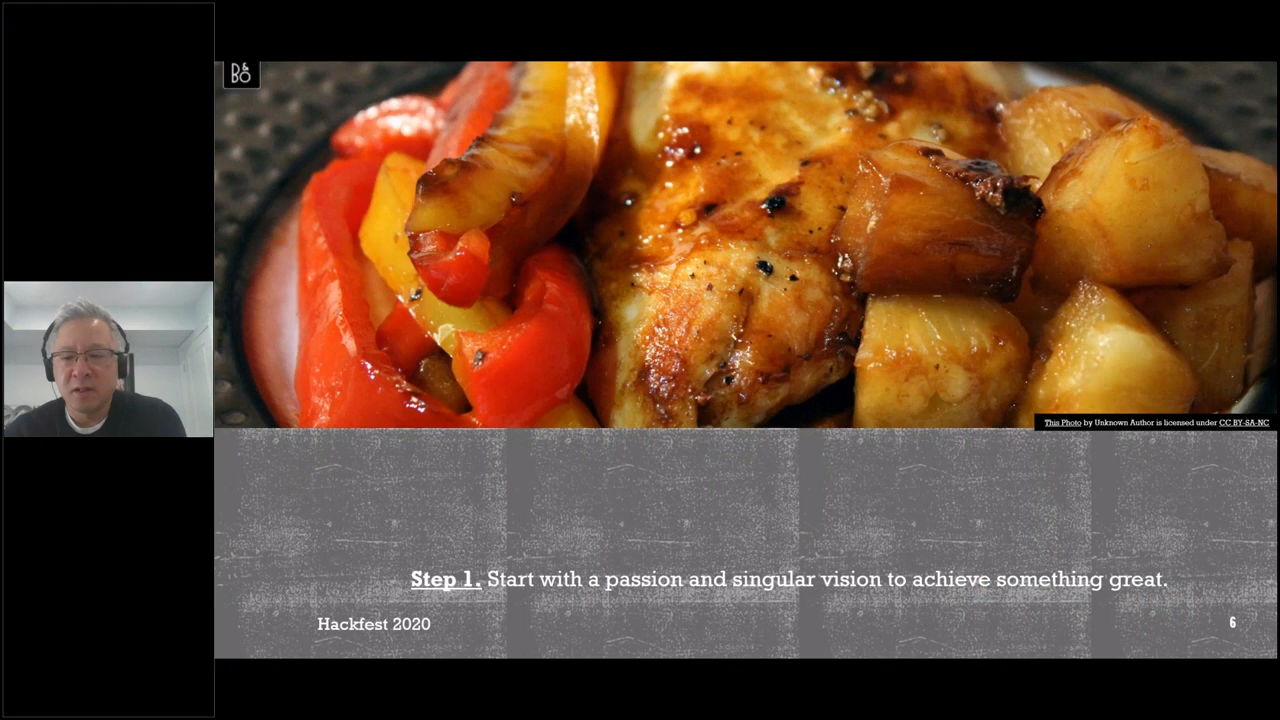 B&
BO
This Photo by Unknown Author is licensed under CC BY-SA-NC
Step 1. Start with a passion and singular vision to achieve something great.
Hackfest 2020
6